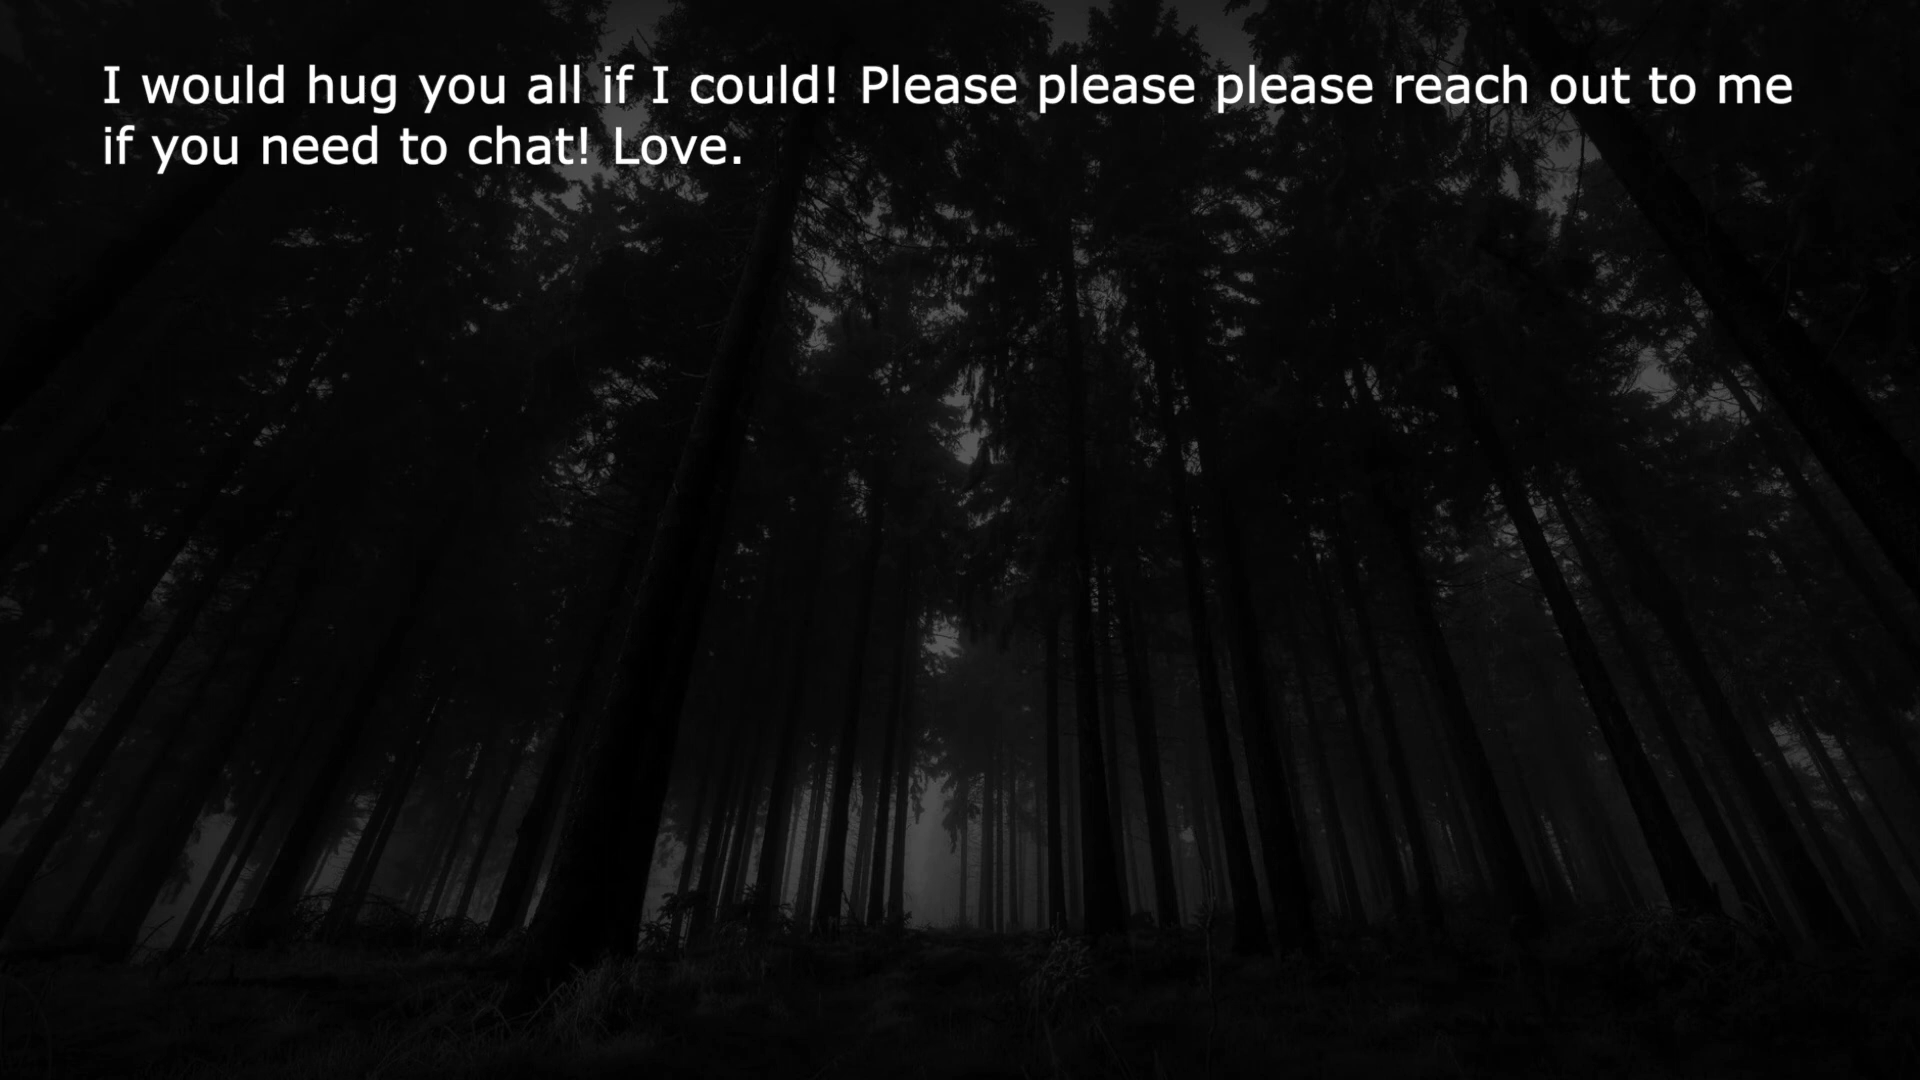 I would hug you all if I could! Please please please reach out to me
if you need to chat! Love.